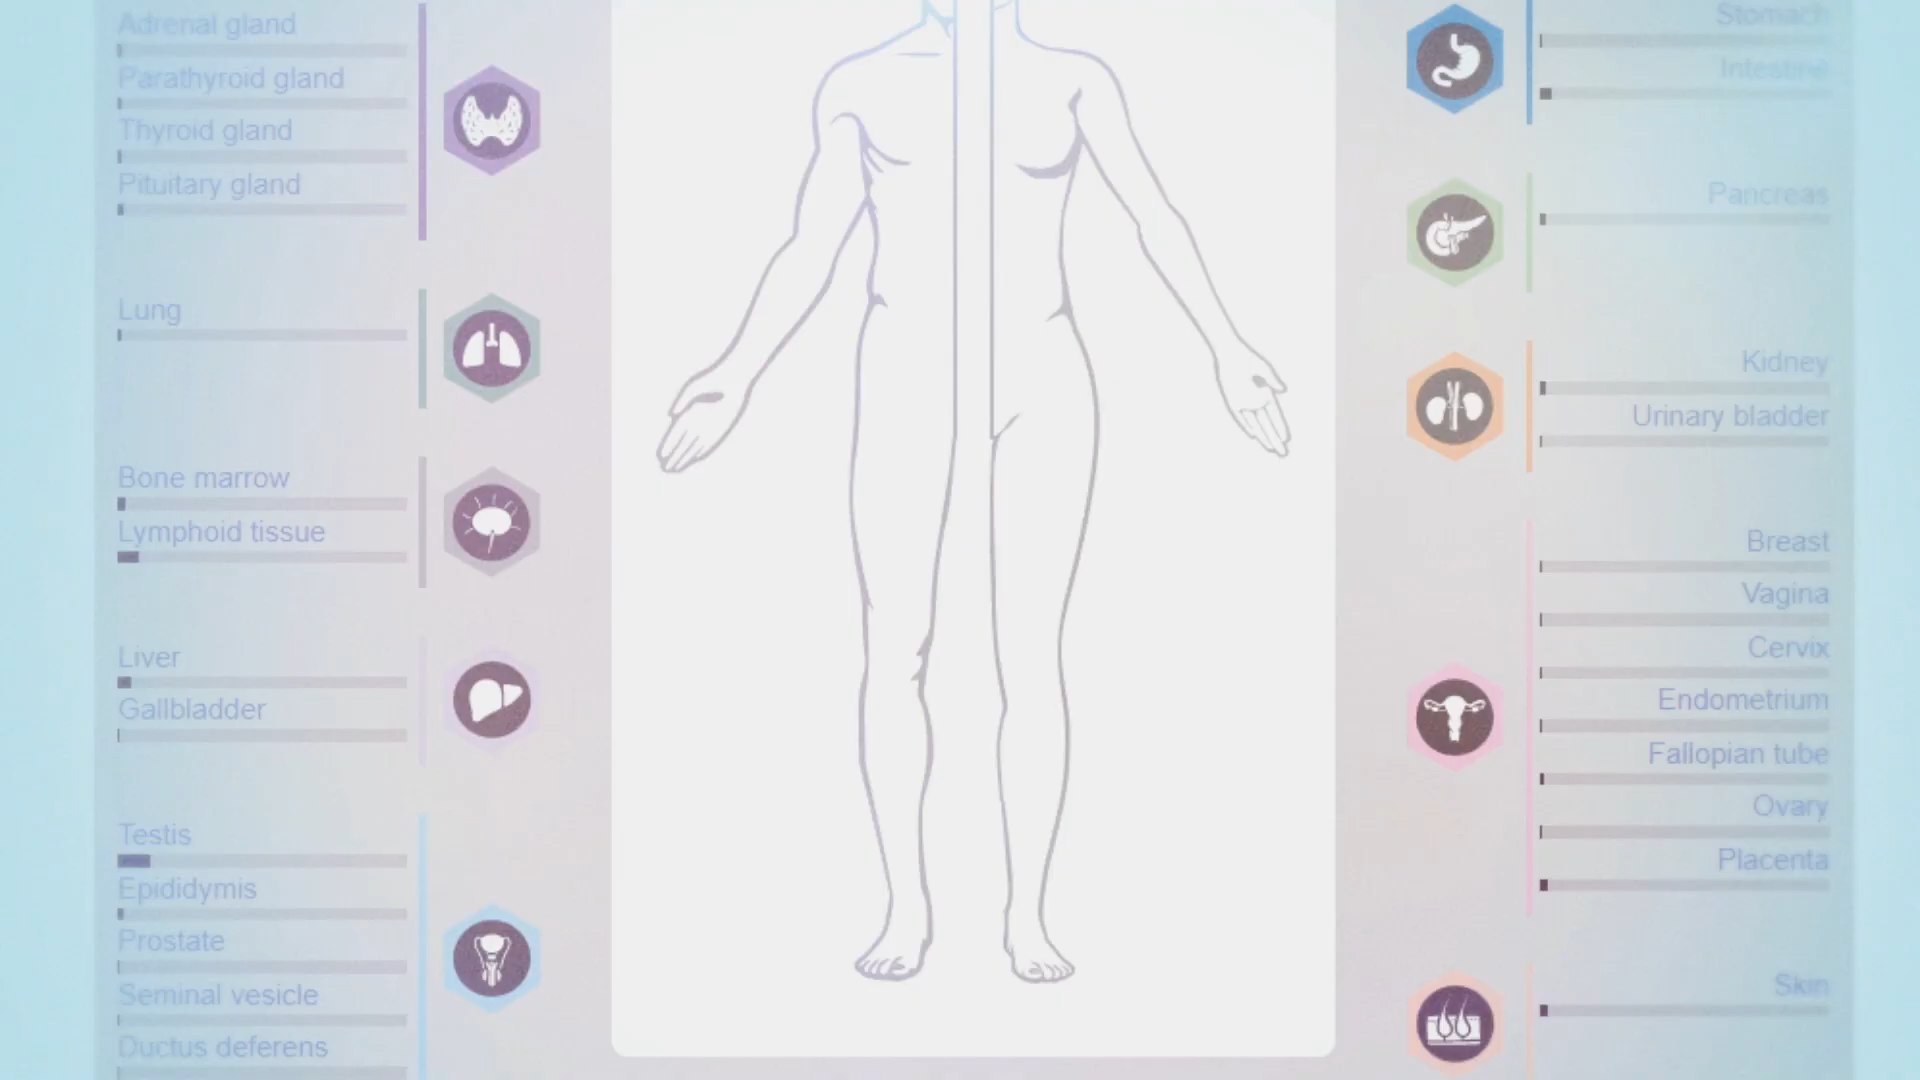 Adrenal gland
Parathyroid gland
Thyroid gland
Pituitary gland
Lung
Bone marrow
Lymphoid tissue
Liver
Gallbladder
Testis
Epididymis
Prostate
Seminal vesicle
Ductus deferens
Stomach
Intestine
Pancreas
Kidney
Urinary bladder
Breast
Vagina
Cervix
Endometrium
Fallopian tube
Ovary
Placenta
Skin